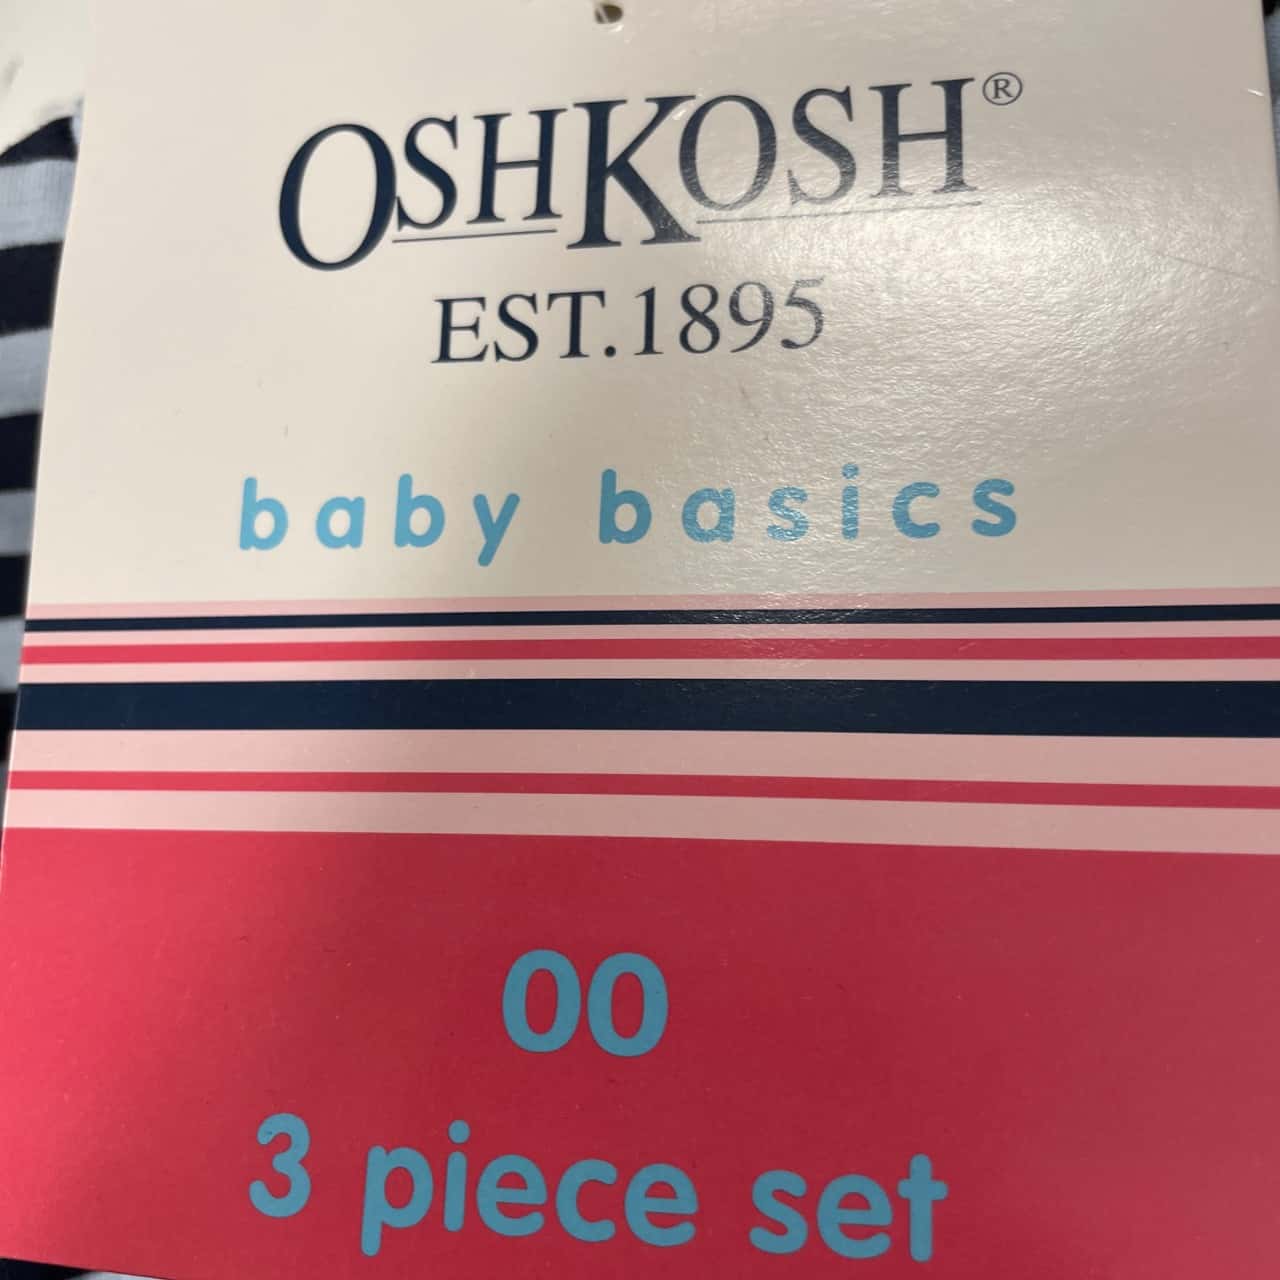 OSHKOSH®
EST.1895
baby basics
00
3 piece set